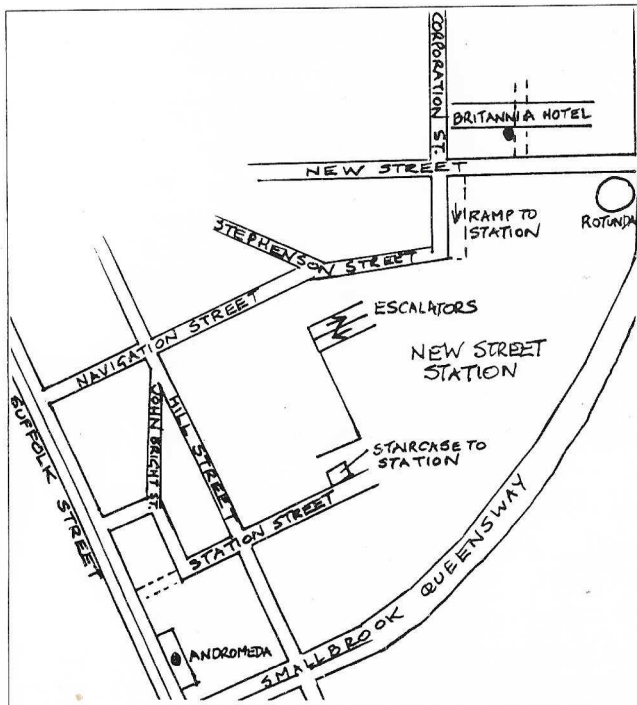 CORPORATION ST.
BRITANNIA HOTEL
NEW STREET
RAMP TO
STATION
ROTUNDA
STEPHENSON STREET
ESCALATORS
NAVIGATION STREET
NEW STREET
STATION
JOHN BRIGHT ST.
HILL STREET
SUFFOLK STREET
STAIRCASE TO
STATION
STATION STREET
SMALLBROOK QUEENSWAY
ANDROMEDA